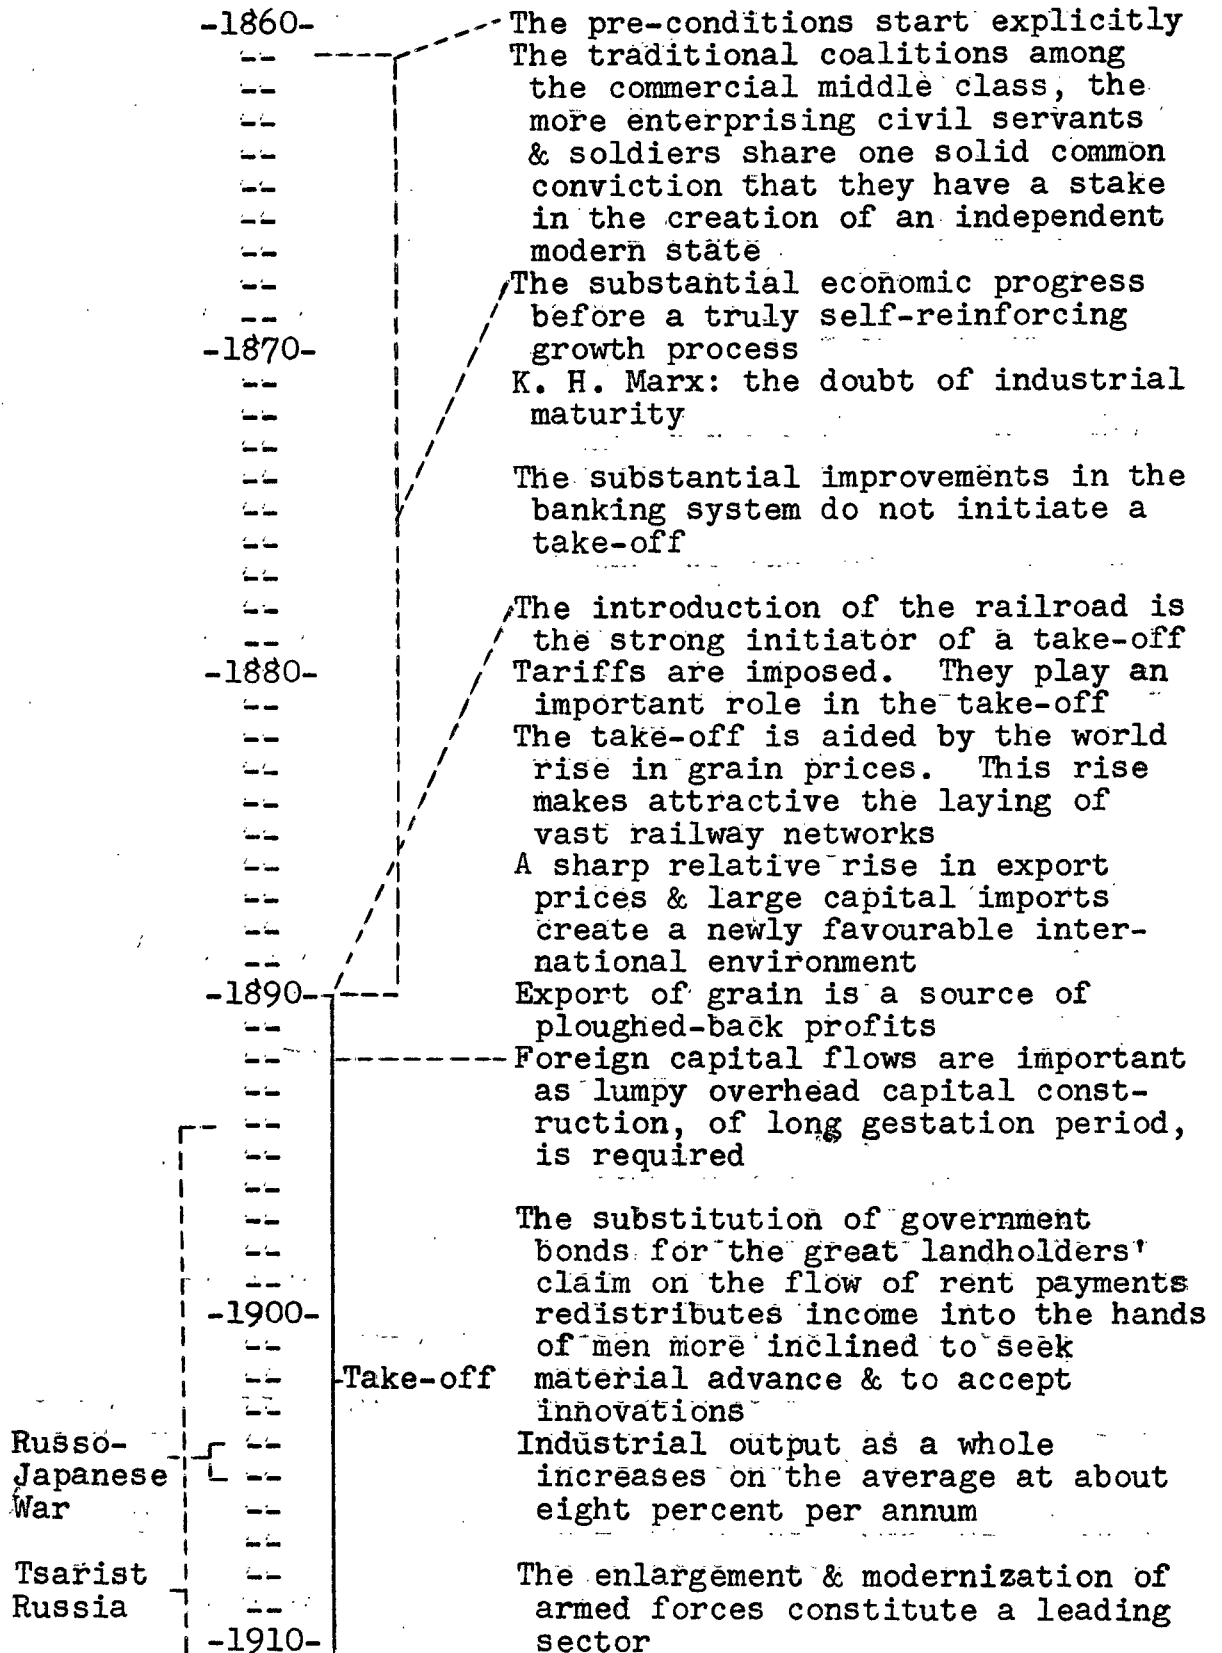 -1860-
The pre-conditions start explicitly
--
The traditional coalitions among
--
the commercial middle class, the
--
more enterprising civil servants
--
& soldiers share one solid common
--
conviction that they have a stake
--
in the creation of an independent
--
modern state
--
The substantial economic progress
--
before a truly self-reinforcing
-1870-
growth process
--
K. H. Marx: the doubt of industrial
--
maturity
--
--
The substantial improvements in the
--
banking system do not initiate a
--
take-off
--
--
The introduction of the railroad is
--
the strong initiator of a take-off
-1880-
Tariffs are imposed. They play an
--
important role in the take-off
--
The take-off is aided by the world
--
rise in grain prices. This rise
--
makes attractive the laying of
--
vast railway networks
--
A sharp relative rise in export
--
prices & large capital imports
--
create a newly favourable inter-
--
national environment
-1890-
Export of grain is a source of
--
ploughed-back profits
--
Foreign capital flows are important
--
as lumpy overhead capital const-
--
ruction, of long gestation period,
--
is required
--
--
The substitution of government
--
bonds for the great landholders'
--
claim on the flow of rent payments
-1900-
redistributes income into the hands
--
of men more inclined to seek
--
Take-off
material advance & to accept
--
innovations
Russo-
--
Industrial output as a whole
Japanese
--
increases on the average at about
War
--
eight percent per annum
--
Tsarist
--
The enlargement & modernization of
Russia
--
armed forces constitute a leading
-1910-
sector